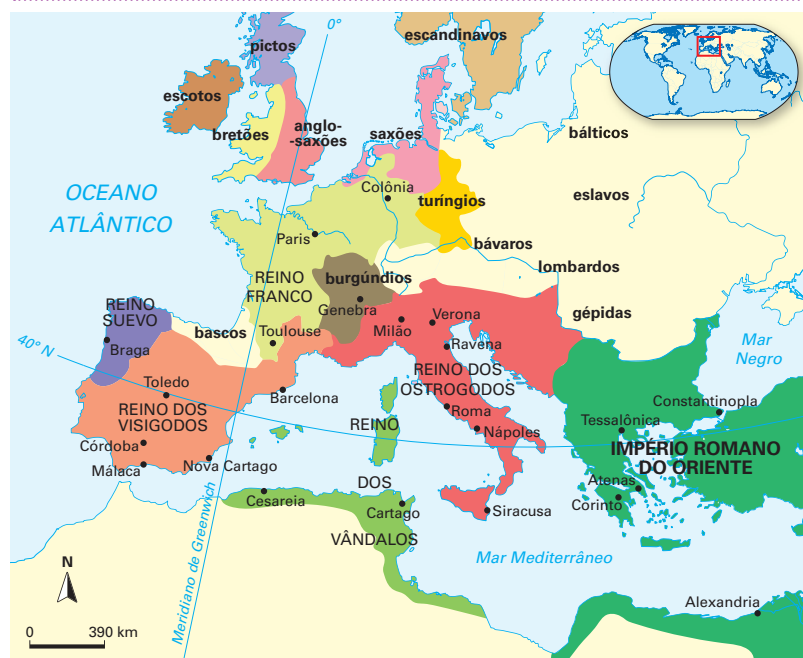 0°
escandinavos
pictos
escotos
bretões
anglo-
-saxões
saxões
bálticos
OCEANO
ATLÂNTICO
Colônia
turíngios
eslavos
Paris
bávaros
lombardos
REINO
FRANCO
burgúndios
Genebra
gépidas
REINO
SUEVO
bascos
Toulouse
Milão
Verona
Mar
Negro
40° N
Braga
Ravena
Toledo
Barcelona
REINO DOS
OSTROGODOS
Constantinopla
REINO DOS
VISIGODOS
REINO
Roma
Nápoles
Tessalônica
IMPÉRIO ROMANO
DO ORIENTE
Córdoba
Málaca
Nova Cartago
Cesareia
DOS
Cartago
VÂNDALOS
Siracusa
Atenas
Corinto
Mar Mediterrâneo
Meridiano de Greenwich
Alexandria
N
0 390 km